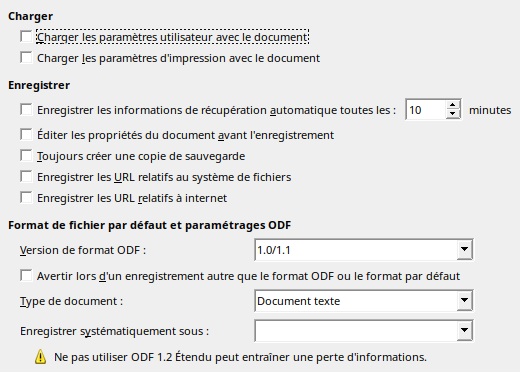 Charger
Charger les paramètres utilisateur avec le document
Charger les paramètres d'impression avec le document
Enregistrer
Enregistrer les informations de récupération automatique toutes les : 10 minutes
Éditer les propriétés du document avant l'enregistrement
Toujours créer une copie de sauvegarde
Enregistrer les URL relatifs au système de fichiers
Enregistrer les URL relatifs à internet
Format de fichier par défaut et paramétrages ODF
Version de format ODF : 1.0/1.1
Avertir lors d'un enregistrement autre que le format ODF ou le format par défaut
Type de document : Document texte
Enregistrer systématiquement sous :
Ne pas utiliser ODF 1.2 Étendu peut entraîner une perte d'informations.